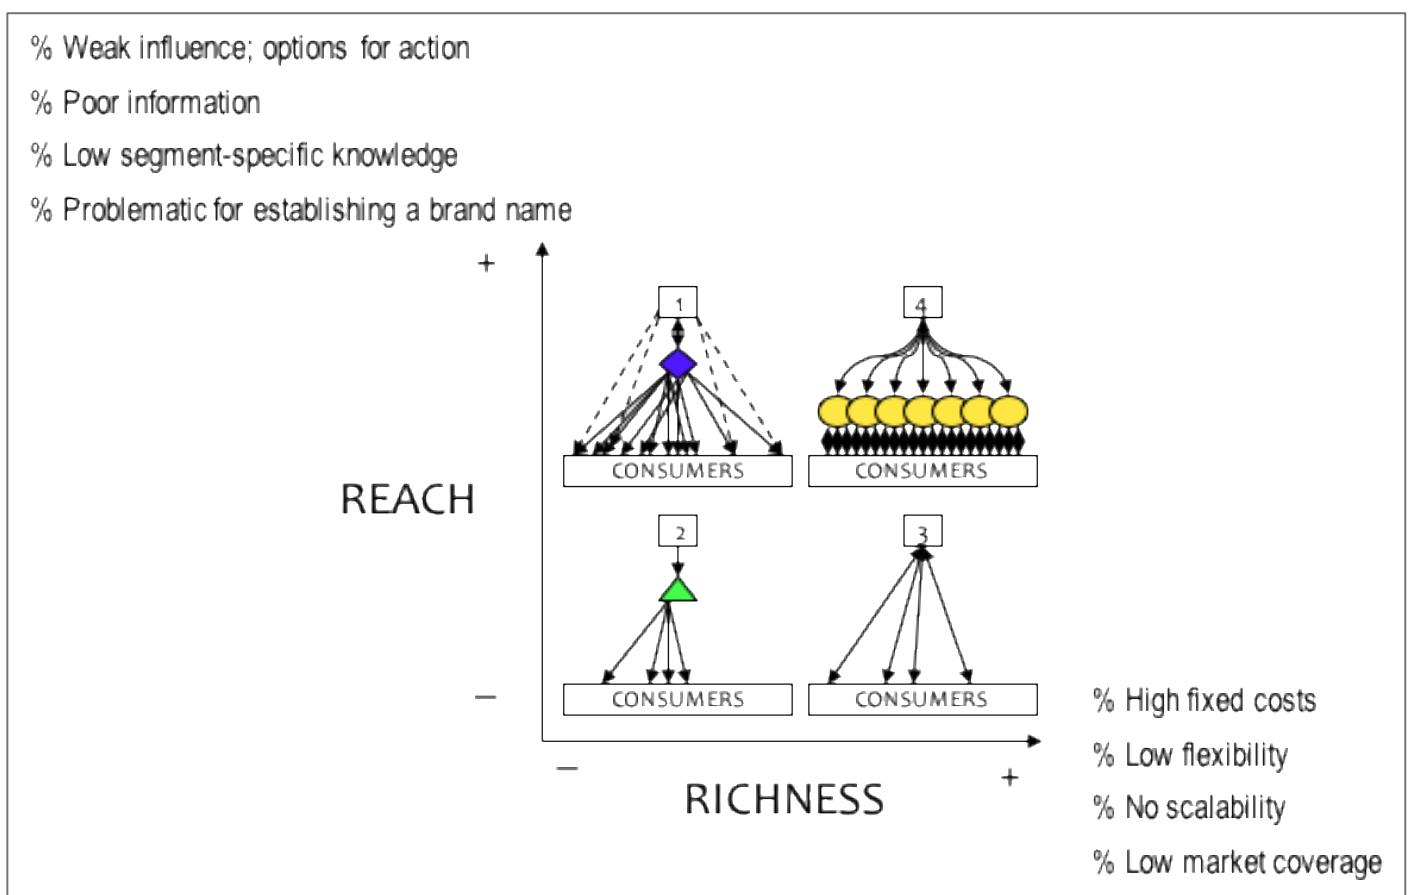 % Weak influence; options for action
% Poor information
% Low segment-specific knowledge
% Problematic for establishing a brand name
+
1
4
CONSUMERS
CONSUMERS
REACH
2
3
CONSUMERS
CONSUMERS
–
–
+
RICHNESS
% High fixed costs
% Low flexibility
% No scalability
% Low market coverage